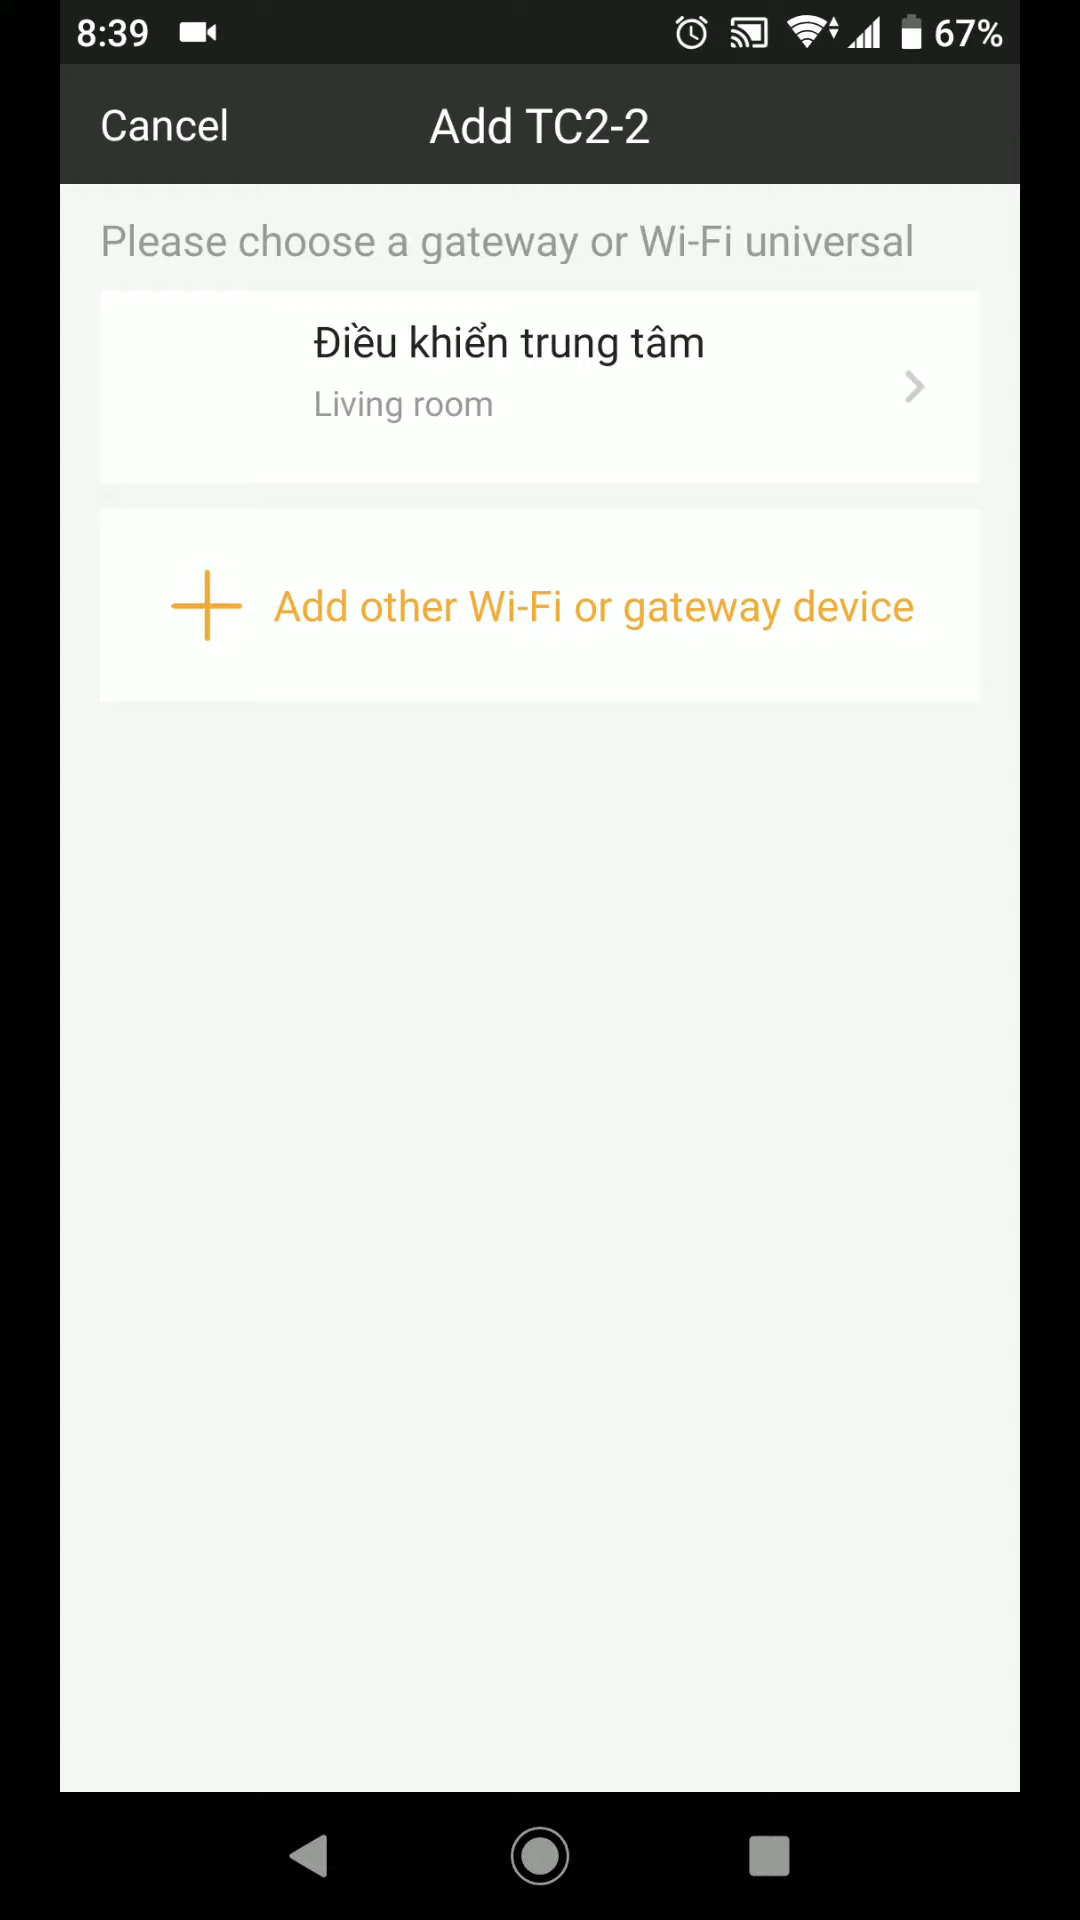 8:39
67%
Cancel
Add TC2-2
Please choose a gateway or Wi-Fi universal
Điều khiển trung tâm
Living room
Add other Wi-Fi or gateway device